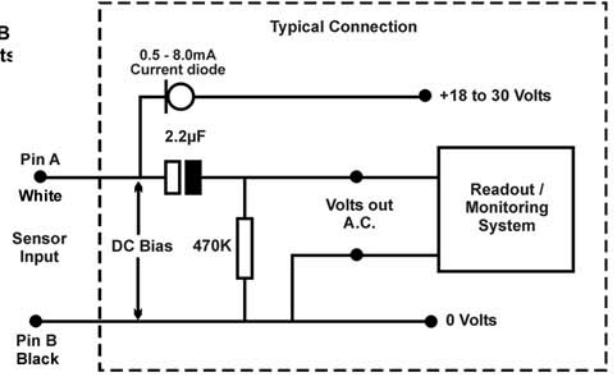 B
Typical Connection
0.5 - 8.0mA
Current diode
+18 to 30 Volts
2.2µF
Pin A
White
Readout /
Monitoring
System
Volts out
A.C.
Sensor
Input
DC Bias
470K
0 Volts
Pin B
Black